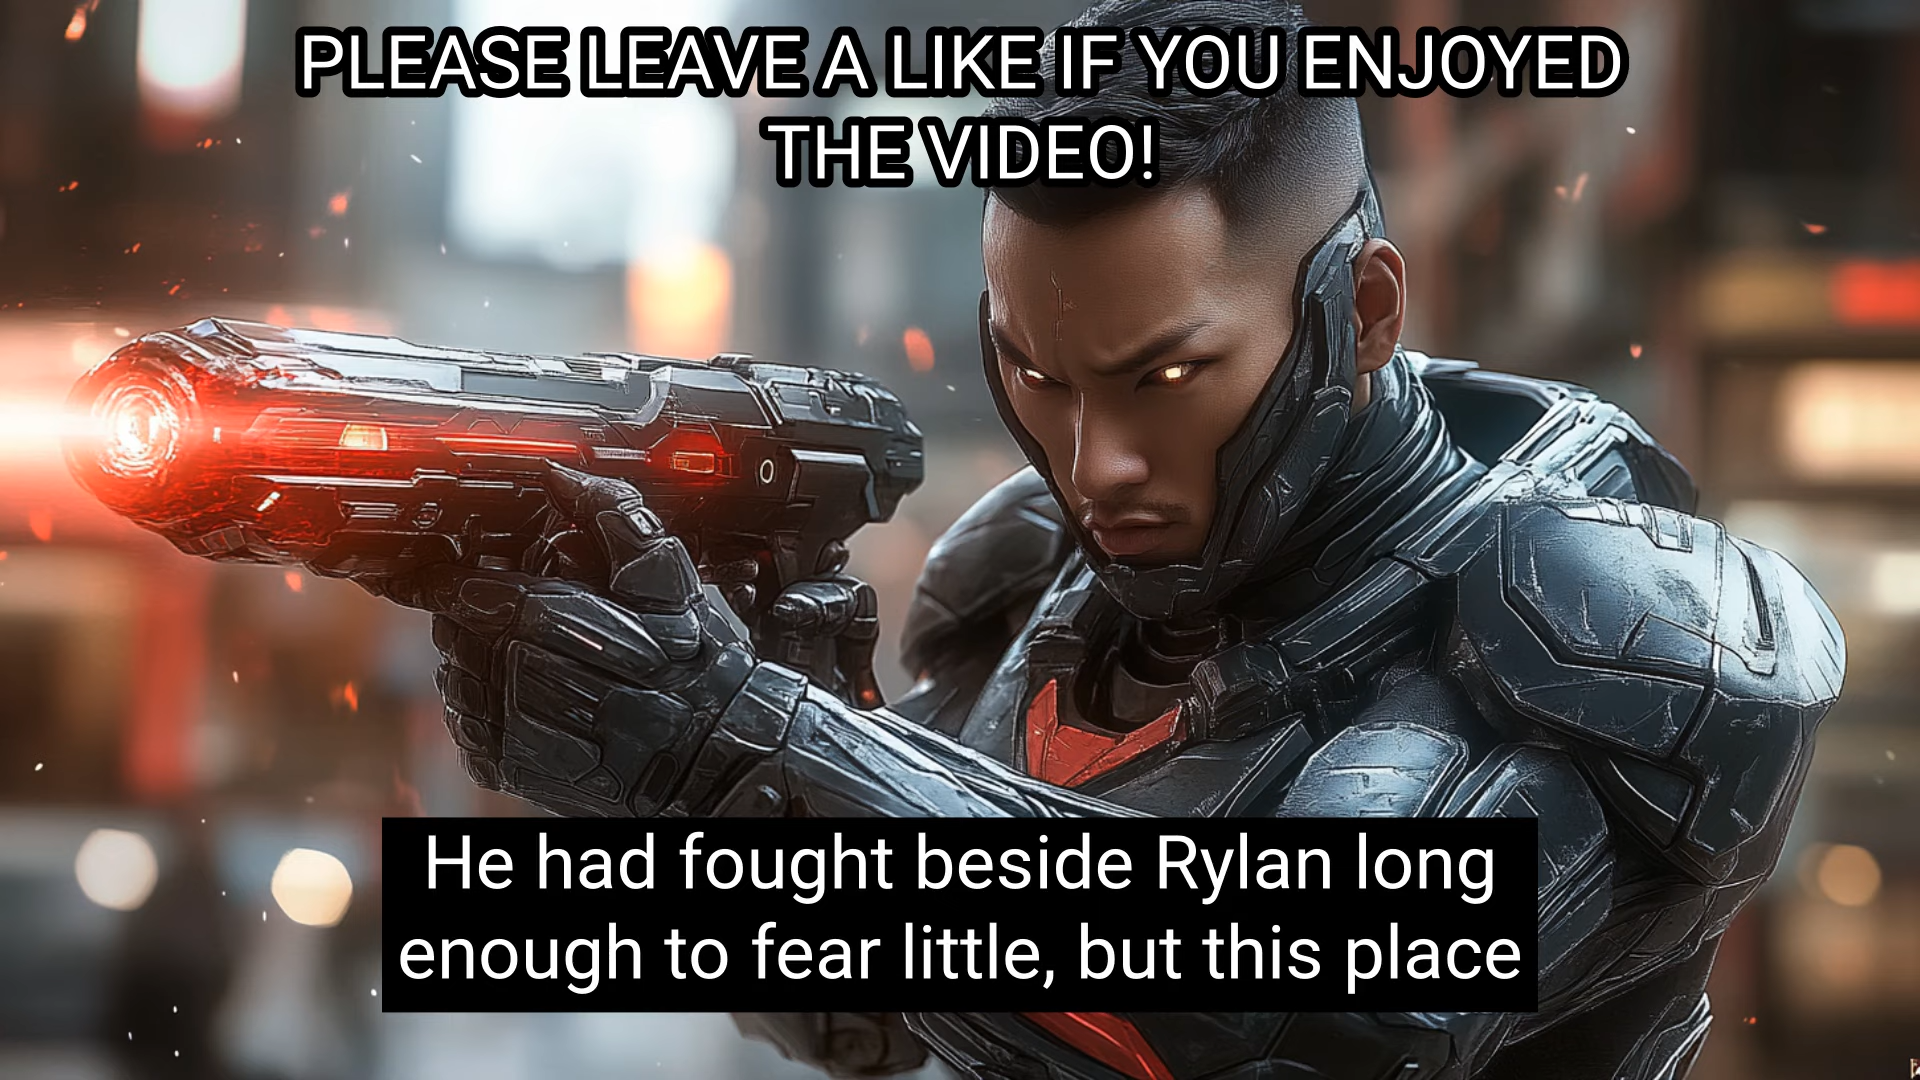 PLEASE LEAVE A LIKE IF YOU ENJOYED
THE VIDEO!
He had fought beside Rylan long
enough to fear little, but this place